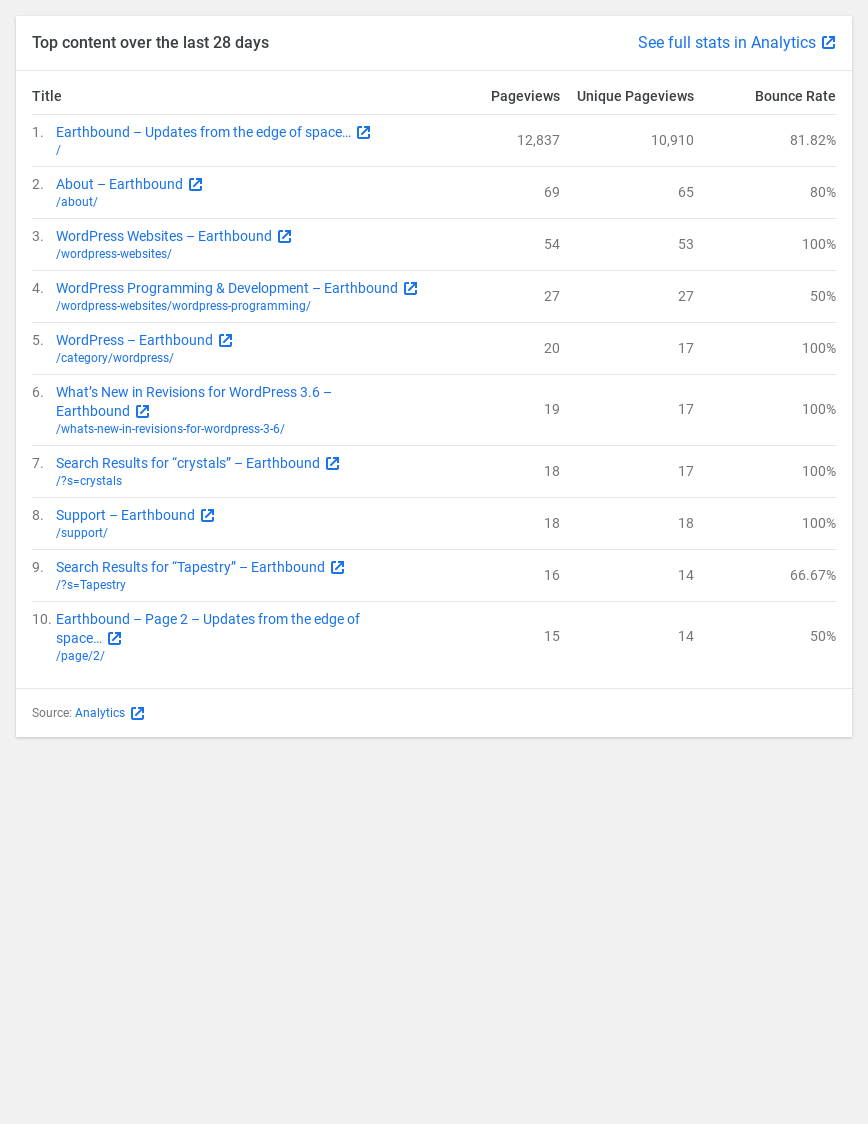 Top content over the last 28 days See full stats in Analytics
Title Pageviews Unique Pageviews Bounce Rate
1. Earthbound – Updates from the edge of space… 12,837 10,910 81.82%
/
2. About – Earthbound 69 65 80%
/about/
3. WordPress Websites – Earthbound 54 53 100%
/wordpress-websites/
4. WordPress Programming & Development – Earthbound 27 27 50%
/wordpress-websites/wordpress-programming/
5. WordPress – Earthbound 20 17 100%
/category/wordpress/
6. What’s New in Revisions for WordPress 3.6 –
Earthbound 19 17 100%
/whats-new-in-revisions-for-wordpress-3-6/
7. Search Results for “crystals” – Earthbound 18 17 100%
/?s=crystals
8. Support – Earthbound 18 18 100%
/support/
9. Search Results for “Tapestry” – Earthbound 16 14 66.67%
/?s=Tapestry
10. Earthbound – Page 2 – Updates from the edge of
space… 15 14 50%
/page/2/
Source: Analytics